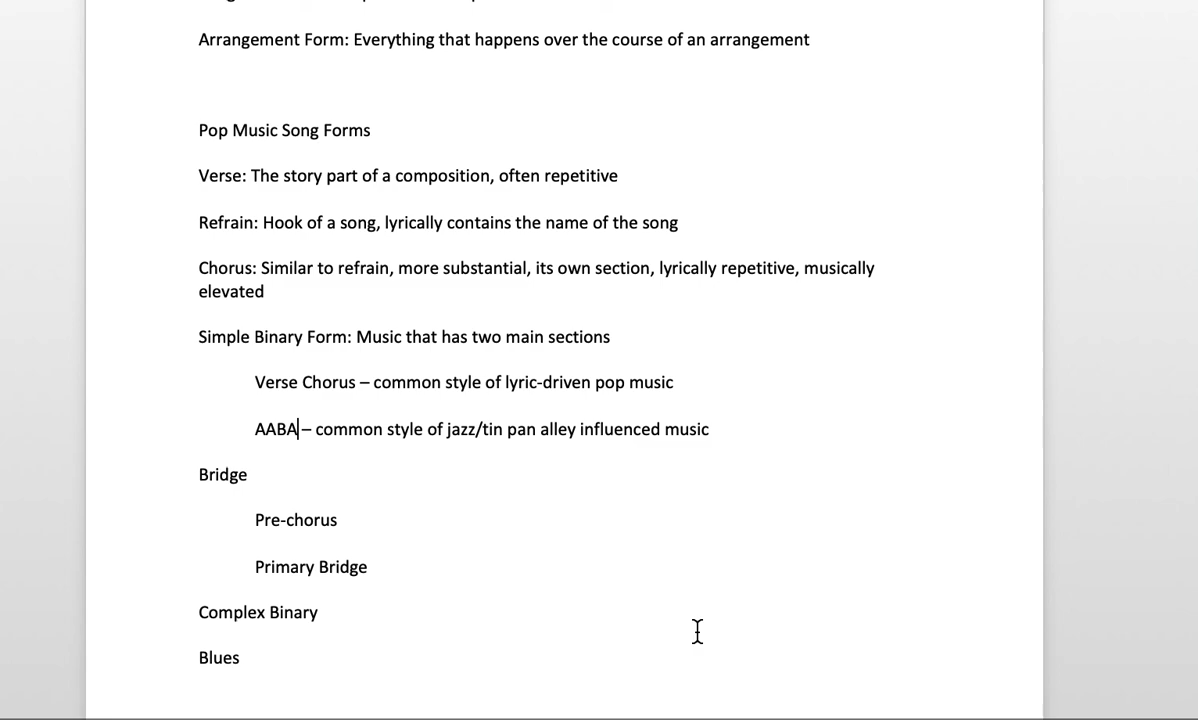 Arrangement Form: Everything that happens over the course of an arrangement
Pop Music Song Forms
Verse: The story part of a composition, often repetitive
Refrain: Hook of a song, lyrically contains the name of the song
Chorus: Similar to refrain, more substantial, its own section, lyrically repetitive, musically
elevated
Simple Binary Form: Music that has two main sections
Verse Chorus – common style of lyric-driven pop music
AABA – common style of jazz/tin pan alley influenced music
Bridge
Pre-chorus
Primary Bridge
Complex Binary
Blues